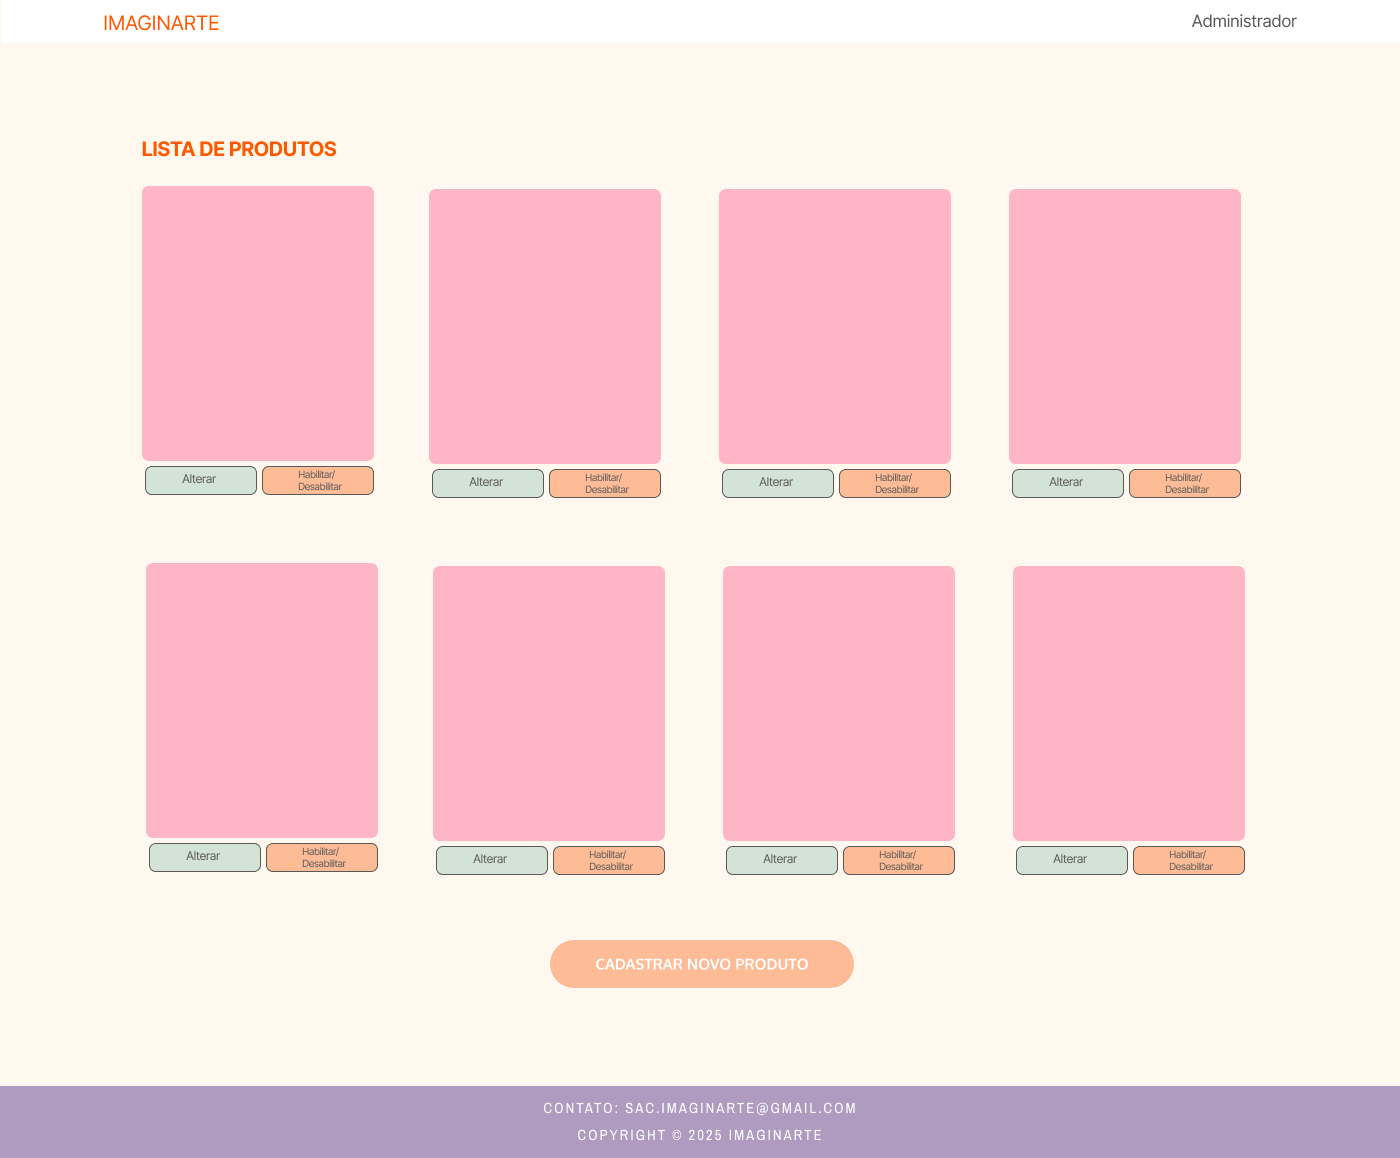 IMAGINARTE
Administrador
LISTA DE PRODUTOS
Alterar
Habilitar/
Desabilitar
Alterar
Habilitar/
Desabilitar
Alterar
Habilitar/
Desabilitar
Alterar
Habilitar/
Desabilitar
Alterar
Habilitar/
Desabilitar
Alterar
Habilitar/
Desabilitar
Alterar
Habilitar/
Desabilitar
Alterar
Habilitar/
Desabilitar
CADASTRAR NOVO PRODUTO
CONTATO: SAC.IMAGINARTE@GMAIL.COM
COPYRIGHT © 2025 IMAGINARTE